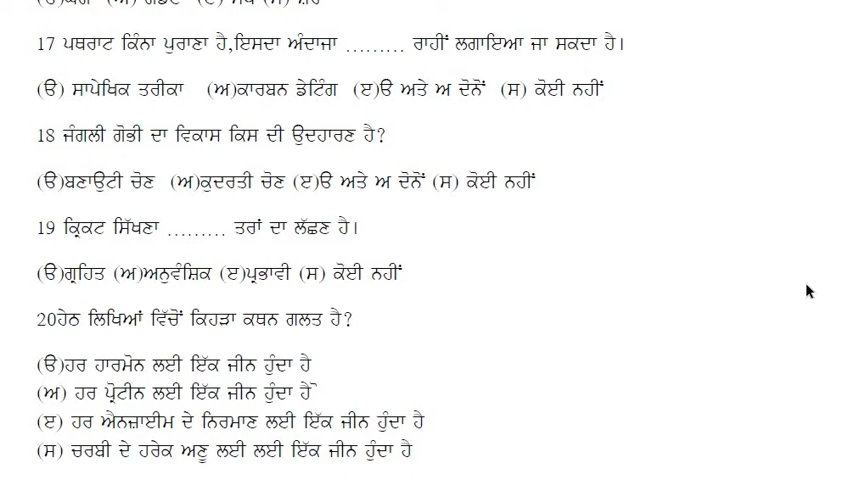 17 ਪਥਰਾਟ ਕਿੰਨਾ ਪੁਰਾਣਾ ਹੈ,ਇਸਦਾ ਅੰਦਾਜਾ ......... ਰਾਹੀਂ ਲਗਾਇਆ ਜਾ ਸਕਦਾ ਹੈ।
(ੳ) ਸਾਪੇਖਿਕ ਤਰੀਕਾ (ਅ)ਕਾਰਬਨ ਡੇਟਿੰਗ (ੲ)ੳ ਅਤੇ ਅ ਦੋਨੋਂ (ਸ) ਕੋਈ ਨਹੀਂ
18 ਜੰਗਲੀ ਗੋਭੀ ਦਾ ਵਿਕਾਸ ਕਿਸ ਦੀ ਉਦਹਾਰਣ ਹੈ?
(ੳ)ਬਣਾਉਟੀ ਚੋਣ (ਅ)ਕੁਦਰਤੀ ਚੋਣ (ੲ)ੳ ਅਤੇ ਅ ਦੋਨੋਂ (ਸ) ਕੋਈ ਨਹੀਂ
19 ਕ੍ਰਿਕਟ ਸਿੱਖਣਾ ......... ਤਰਾਂ ਦਾ ਲੱਛਣ ਹੈ।
(ੳ)ਗ੍ਰਹਿਤ (ਅ)ਅਨੁਵੰਸ਼ਿਕ (ੲ)ਪ੍ਰਭਾਵੀ (ਸ) ਕੋਈ ਨਹੀਂ
20ਹੇਠ ਲਿਖਿਆਂ ਵਿੱਚੋਂ ਕਿਹੜਾ ਕਥਨ ਗਲਤ ਹੈ?
(ੳ)ਹਰ ਹਾਰਮੋਨ ਲਈ ਇੱਕ ਜੀਨ ਹੁੰਦਾ ਹੈ
(ਅ) ਹਰ ਪ੍ਰੋਟੀਨ ਲਈ ਇੱਕ ਜੀਨ ਹੁੰਦਾ ਹੈ
(ੲ) ਹਰ ਐਨਜ਼ਾਈਮ ਦੇ ਨਿਰਮਾਣ ਲਈ ਇੱਕ ਜੀਨ ਹੁੰਦਾ ਹੈ
(ਸ) ਚਰਬੀ ਦੇ ਹਰੇਕ ਅਣੂ ਲਈ ਲਈ ਇੱਕ ਜੀਨ ਹੁੰਦਾ ਹੈ